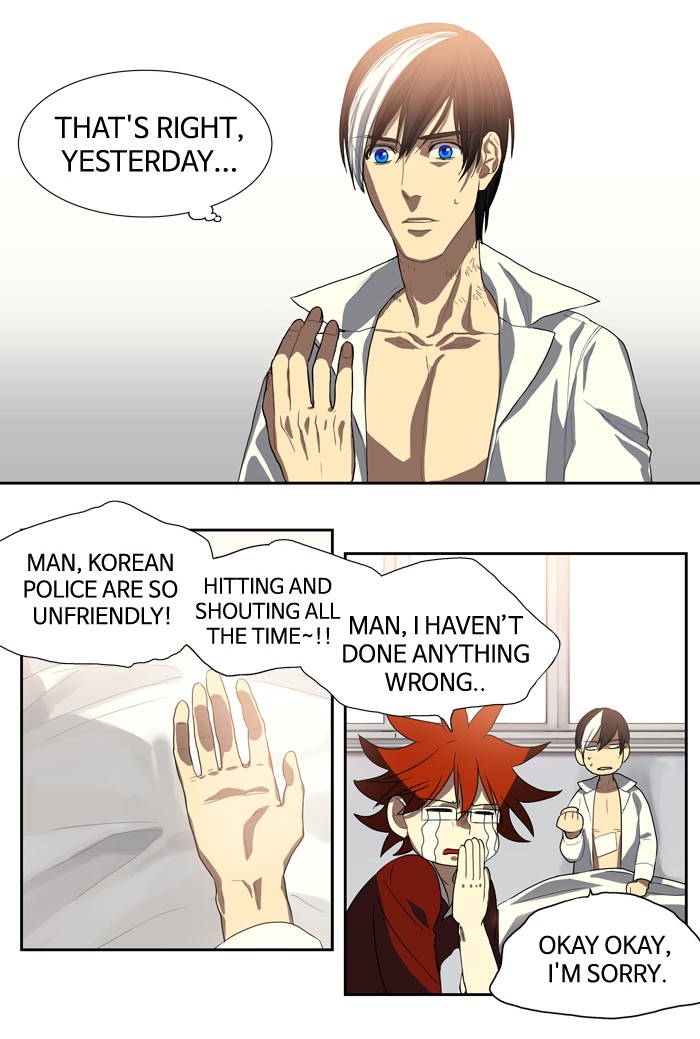 THAT'S RIGHT,
YESTERDAY...
MAN, KOREAN
POLICE ARE SO
UNFRIENDLY!
HITTING AND
SHOUTING ALL
THE TIME~!!
MAN, I HAVEN'T
DONE ANYTHING
WRONG..
OKAY OKAY,
I'M SORRY.